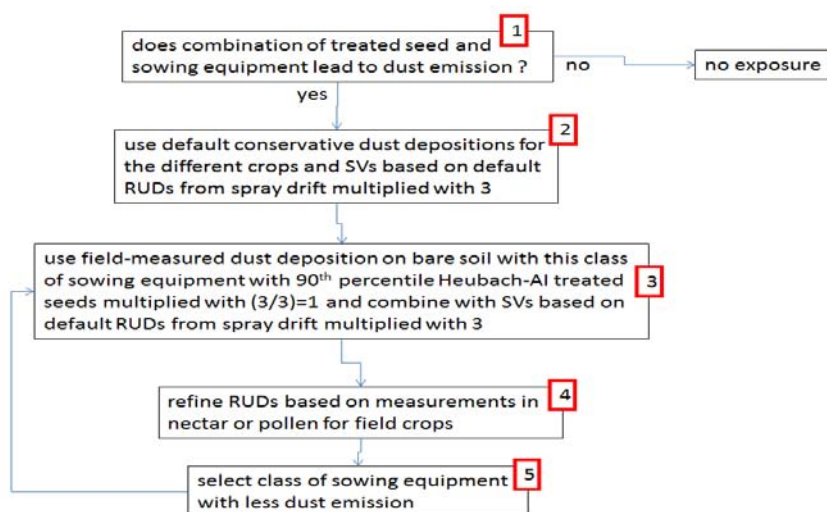 1
does combination of treated seed and
sowing equipment lead to dust emission ?
no
no exposure
yes
2
use default conservative dust depositions for
the different crops and SVs based on default
RUDs from spray drift multiplied with 3
3
use field-measured dust deposition on bare soil with this class
of sowing equipment with 90th percentile Heubach-AI treated
seeds multiplied with (3/3)=1 and combine with SVs based on
default RUDs from spray drift multiplied with 3
4
refine RUDs based on measurements in
nectar or pollen for field crops
5
select class of sowing equipment
with less dust emission